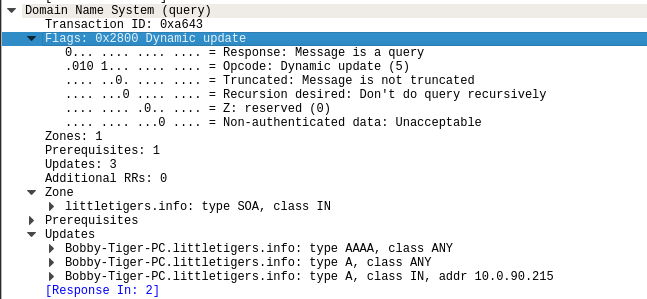 Domain Name System (query)
Transaction ID: 0xa643
Flags: 0x2800 Dynamic update
0... .... .... .... = Response: Message is a query
.010 1... .... .... = Opcode: Dynamic update (5)
.... ..0. .... .... = Truncated: Message is not truncated
.... ...0 .... .... = Recursion desired: Don't do query recursively
.... .... .0.. .... = Z: reserved (0)
.... .... ...0 .... = Non-authenticated data: Unacceptable
Zones: 1
Prerequisites: 1
Updates: 3
Additional RRs: 0
Zone
littletigers.info: type SOA, class IN
Prerequisites
Updates
Bobby-Tiger-PC.littletigers.info: type AAAA, class ANY
Bobby-Tiger-PC.littletigers.info: type A, class ANY
Bobby-Tiger-PC.littletigers.info: type A, class IN, addr 10.0.90.215
[Response In: 2]